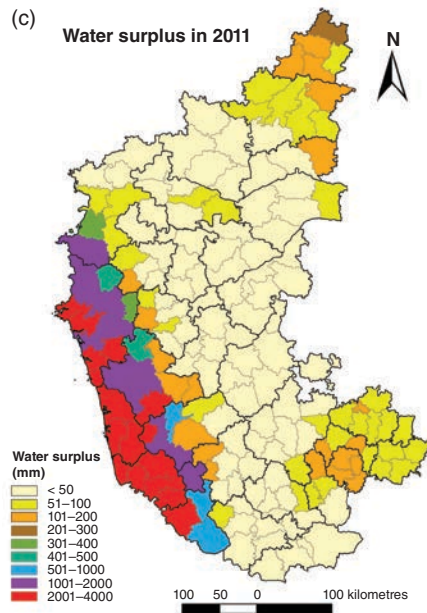 (c)
Water surplus in 2011
N
Water surplus
(mm)
< 50
51–100
101–200
201–300
301–400
401–500
501–1000
1001–2000
2001–4000
100 50 0 100 kilometres